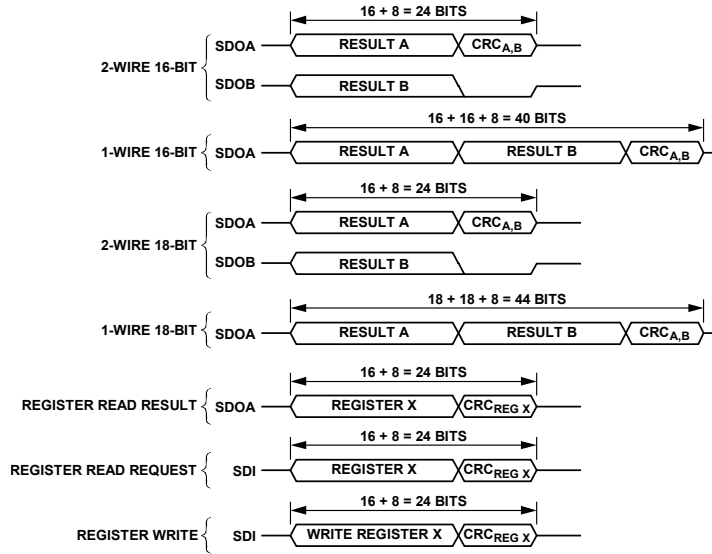 16 + 8 = 24 BITS
2-WIRE 16-BIT
SDOA
RESULT A
CRCA,B
SDOB
RESULT B
16 + 16 + 8 = 40 BITS
1-WIRE 16-BIT
SDOA
RESULT A
RESULT B
CRCA,B
16 + 8 = 24 BITS
2-WIRE 18-BIT
SDOA
RESULT A
CRCA,B
SDOB
RESULT B
18 + 18 + 8 = 44 BITS
1-WIRE 18-BIT
SDOA
RESULT A
RESULT B
CRCA,B
16 + 8 = 24 BITS
REGISTER READ RESULT
SDOA
REGISTER X
CRCREG X
16 + 8 = 24 BITS
REGISTER READ REQUEST
SDI
REGISTER X
CRCREG X
16 + 8 = 24 BITS
REGISTER WRITE
SDI
WRITE REGISTER X
CRCREG X